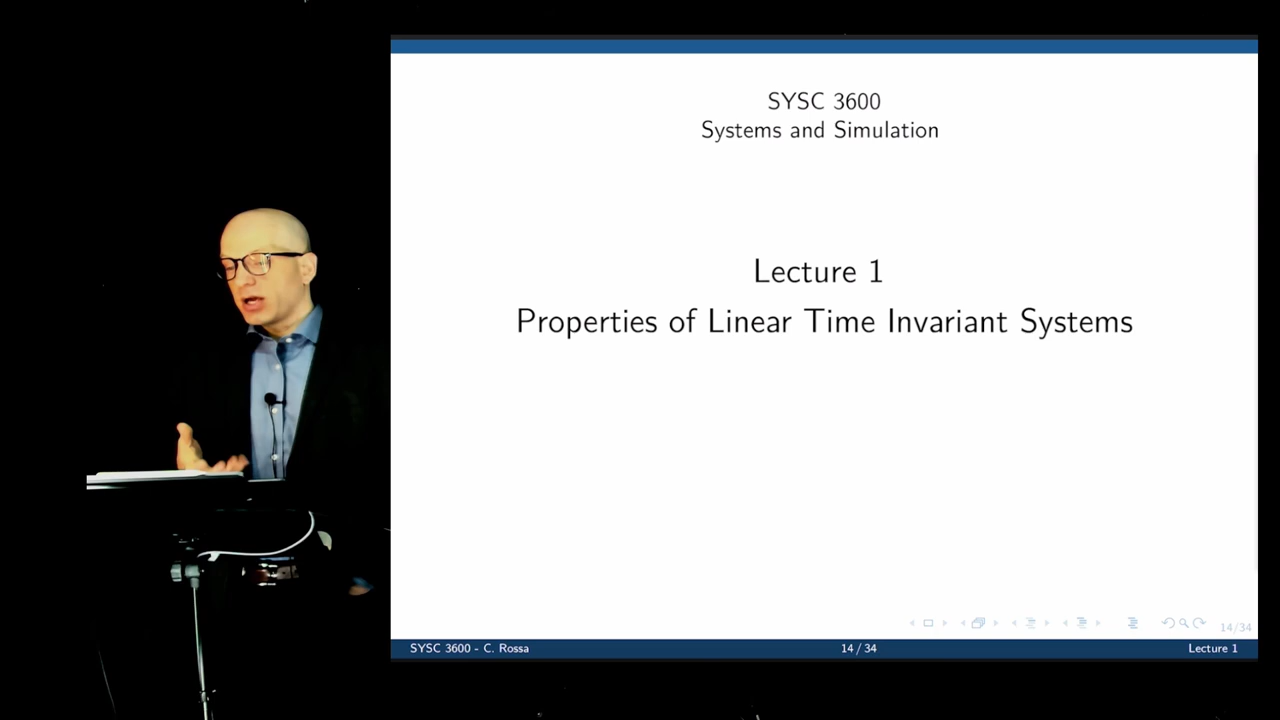 SYSC 3600
Systems and Simulation
Lecture 1
Properties of Linear Time Invariant Systems
14/34
SYSC 3600 - C. Rossa
14 / 34
Lecture 1